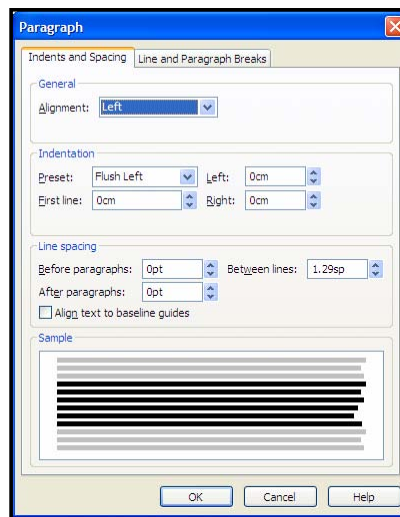 Paragraph
Indents and Spacing Line and Paragraph Breaks
General
Alignment: Left
Indentation
Preset: Flush Left Left: 0cm
First line: 0cm Right: 0cm
Line spacing
Before paragraphs: 0pt Between lines: 1.29sp
After paragraphs: 0pt
Align text to baseline guides
Sample
OK Cancel Help